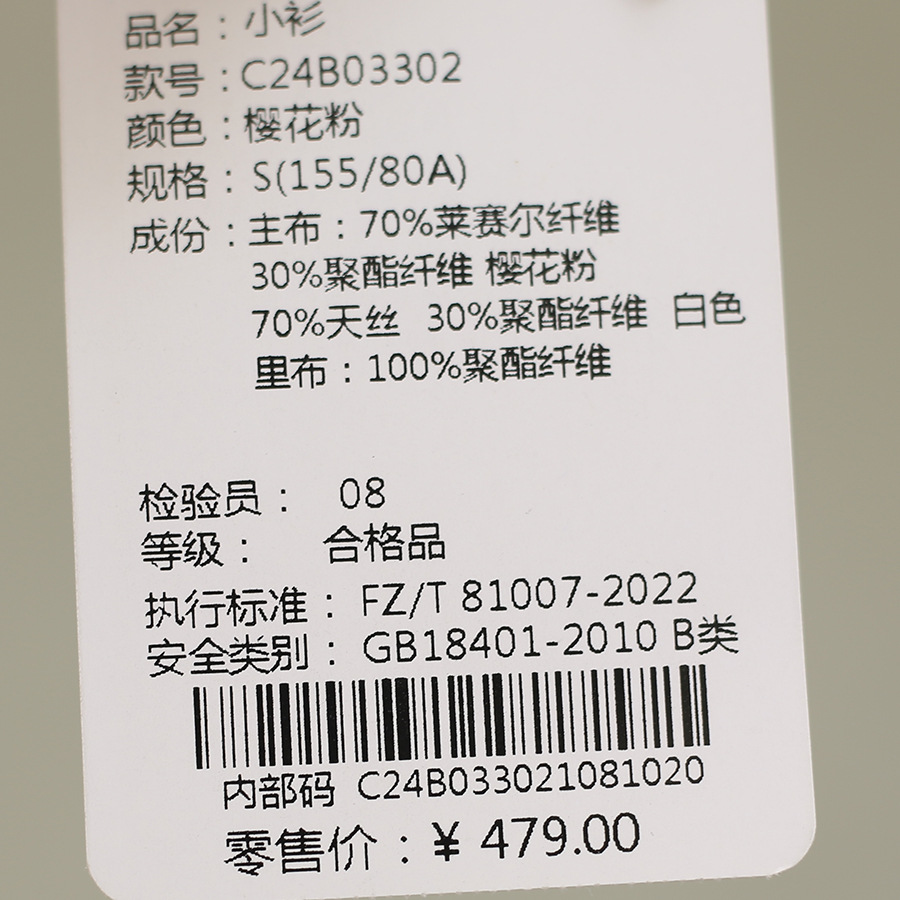 品名：小衫
款号：C24B03302
颜色：樱花粉
规格：S(155/80A)
成份：主布：70%莱赛尔纤维
30%聚酯纤维 樱花粉
70%天丝 30%聚酯纤维 白色
里布：100%聚酯纤维
检验员： 08
等级： 合格品
执行标准： FZ/T 81007-2022
安全类别： GB18401-2010 B类
内部码 C24B033021081020
零售价：¥ 479.00